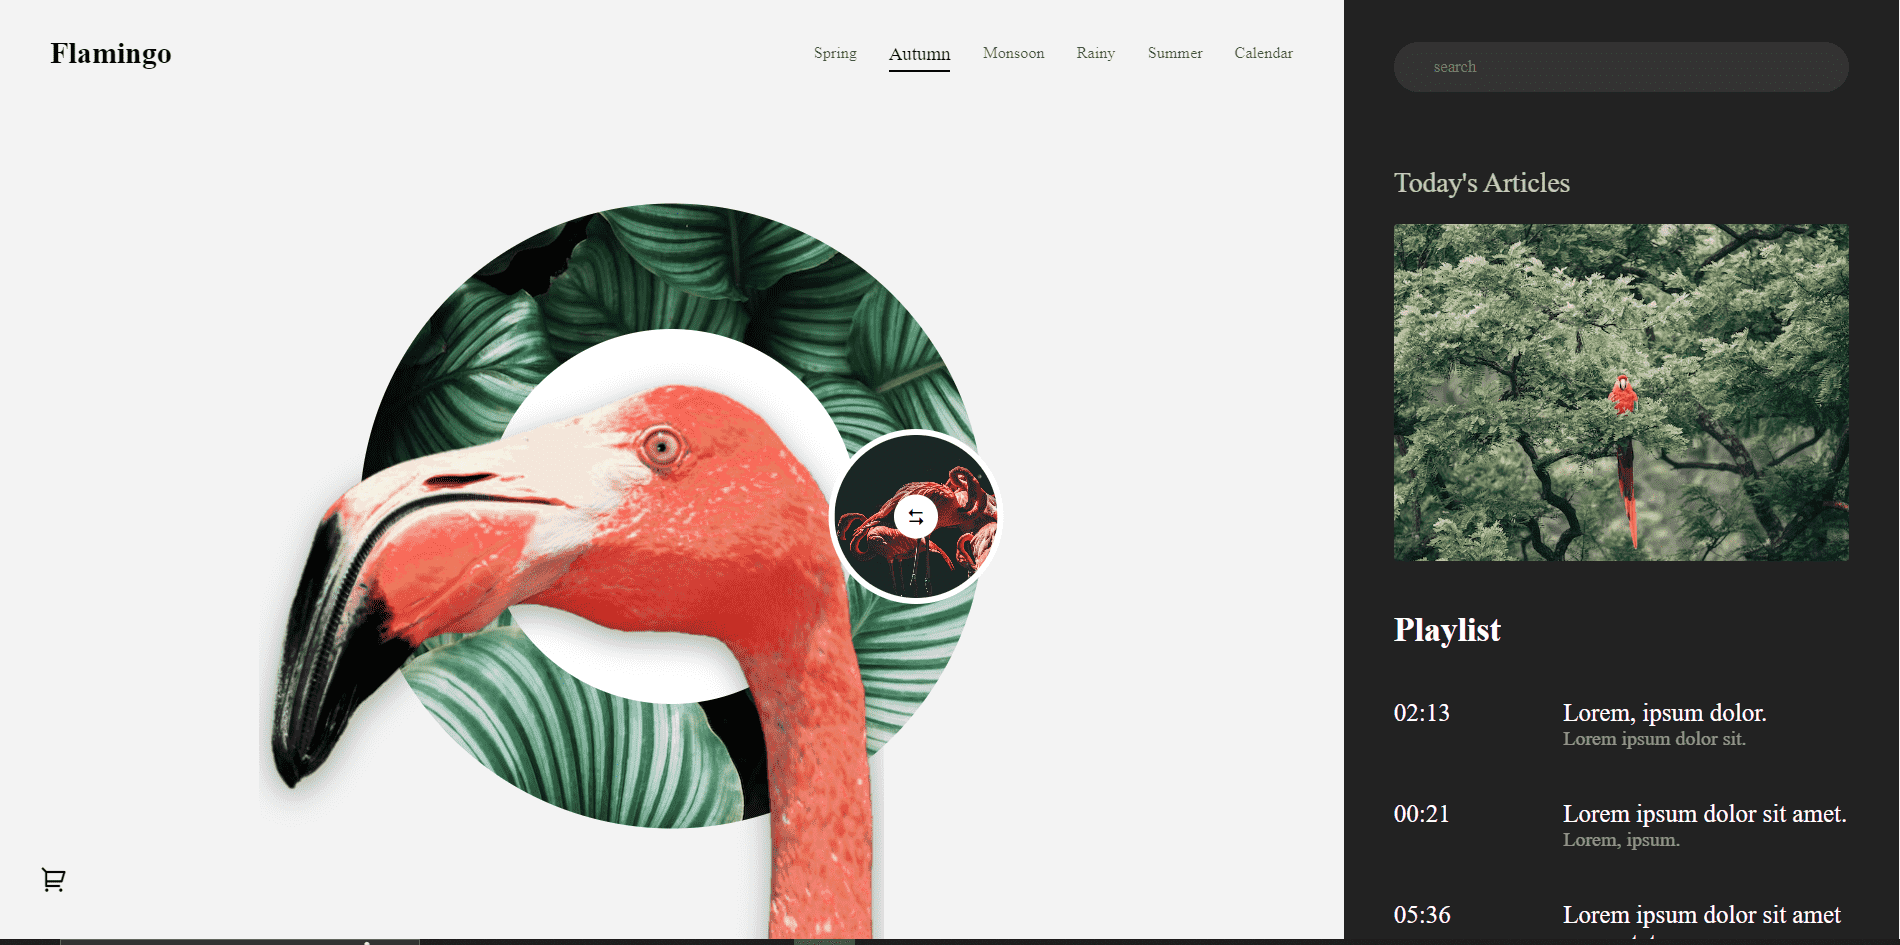 Flamingo
Spring Autumn Monsoon Rainy Summer Calendar
search
Today's Articles
Playlist
02:13 Lorem, ipsum dolor.
Lorem ipsum dolor sit.
00:21 Lorem ipsum dolor sit amet.
Lorem, ipsum.
05:36 Lorem ipsum dolor sit amet